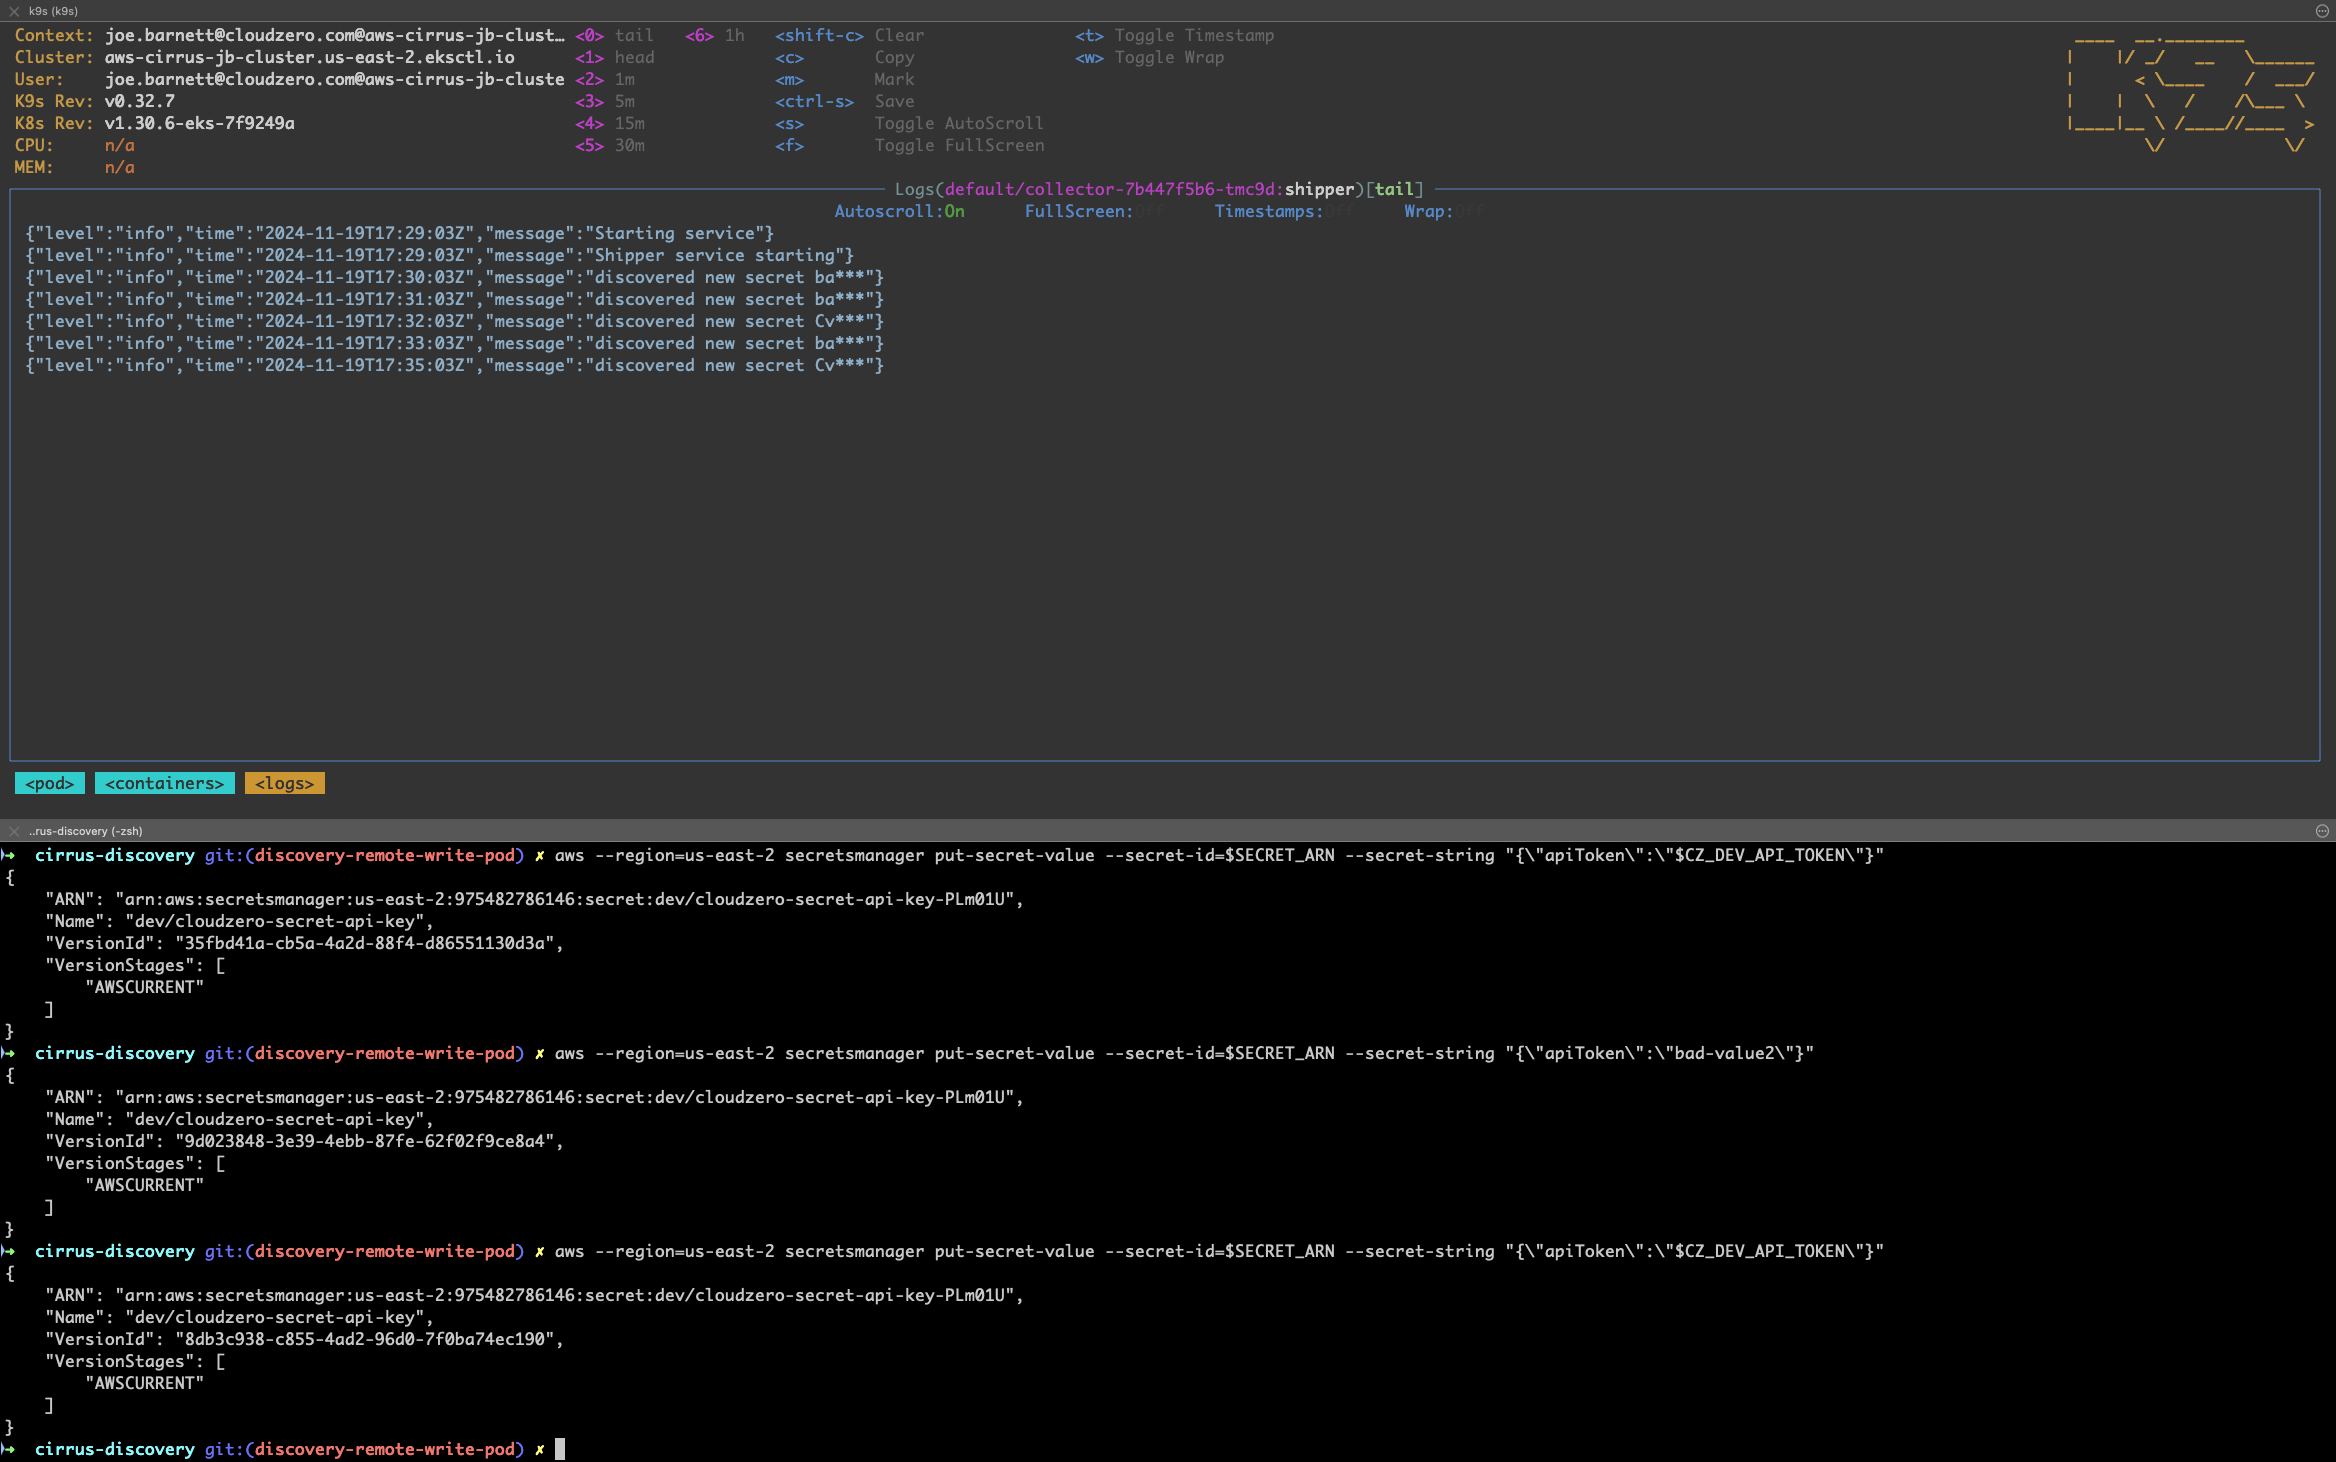 k9s (k9s)
Context: joe.barnett@cloudzero.com@aws-cirrus-jb-clust… <0> tail <6> 1h <shift-c> Clear <t> Toggle Timestamp
Cluster: aws-cirrus-jb-cluster.us-east-2.eksctl.io <1> head <c> Copy <w> Toggle Wrap
User: joe.barnett@cloudzero.com@aws-cirrus-jb-cluste <2> 1m <m> Mark
K9s Rev: v0.32.7 <3> 5m <ctrl-s> Save
K8s Rev: v1.30.6-eks-7f9249a <4> 15m <s> Toggle AutoScroll
CPU: n/a <5> 30m <f> Toggle FullScreen
MEM: n/a
Logs(default/collector-7b447f5b6-tmc9d:shipper)[tail]
Autoscroll:On FullScreen:Off Timestamps:Off Wrap:Off
{"level":"info","time":"2024-11-19T17:29:03Z","message":"Starting service"}
{"level":"info","time":"2024-11-19T17:29:03Z","message":"Shipper service starting"}
{"level":"info","time":"2024-11-19T17:30:03Z","message":"discovered new secret ba***"}
{"level":"info","time":"2024-11-19T17:31:03Z","message":"discovered new secret ba***"}
{"level":"info","time":"2024-11-19T17:32:03Z","message":"discovered new secret Cv***"}
{"level":"info","time":"2024-11-19T17:33:03Z","message":"discovered new secret ba***"}
{"level":"info","time":"2024-11-19T17:35:03Z","message":"discovered new secret Cv***"}
<pod> <containers> <logs>
..rus-discovery (-zsh)
➜ cirrus-discovery git:(discovery-remote-write-pod) ✗ aws --region=us-east-2 secretsmanager put-secret-value --secret-id=$SECRET_ARN --secret-string "{\"apiToken\":\"$CZ_DEV_API_TOKEN\"}"
{
"ARN": "arn:aws:secretsmanager:us-east-2:975482786146:secret:dev/cloudzero-secret-api-key-PLm01U",
"Name": "dev/cloudzero-secret-api-key",
"VersionId": "35fbd41a-cb5a-4a2d-88f4-d86551130d3a",
"VersionStages": [
"AWSCURRENT"
]
}
➜ cirrus-discovery git:(discovery-remote-write-pod) ✗ aws --region=us-east-2 secretsmanager put-secret-value --secret-id=$SECRET_ARN --secret-string "{\"apiToken\":\"bad-value2\"}"
{
"ARN": "arn:aws:secretsmanager:us-east-2:975482786146:secret:dev/cloudzero-secret-api-key-PLm01U",
"Name": "dev/cloudzero-secret-api-key",
"VersionId": "9d023848-3e39-4ebb-87fe-62f02f9ce8a4",
"VersionStages": [
"AWSCURRENT"
]
}
➜ cirrus-discovery git:(discovery-remote-write-pod) ✗ aws --region=us-east-2 secretsmanager put-secret-value --secret-id=$SECRET_ARN --secret-string "{\"apiToken\":\"$CZ_DEV_API_TOKEN\"}"
{
"ARN": "arn:aws:secretsmanager:us-east-2:975482786146:secret:dev/cloudzero-secret-api-key-PLm01U",
"Name": "dev/cloudzero-secret-api-key",
"VersionId": "8db3c938-c855-4ad2-96d0-7f0ba74ec190",
"VersionStages": [
"AWSCURRENT"
]
}
➜ cirrus-discovery git:(discovery-remote-write-pod) ✗